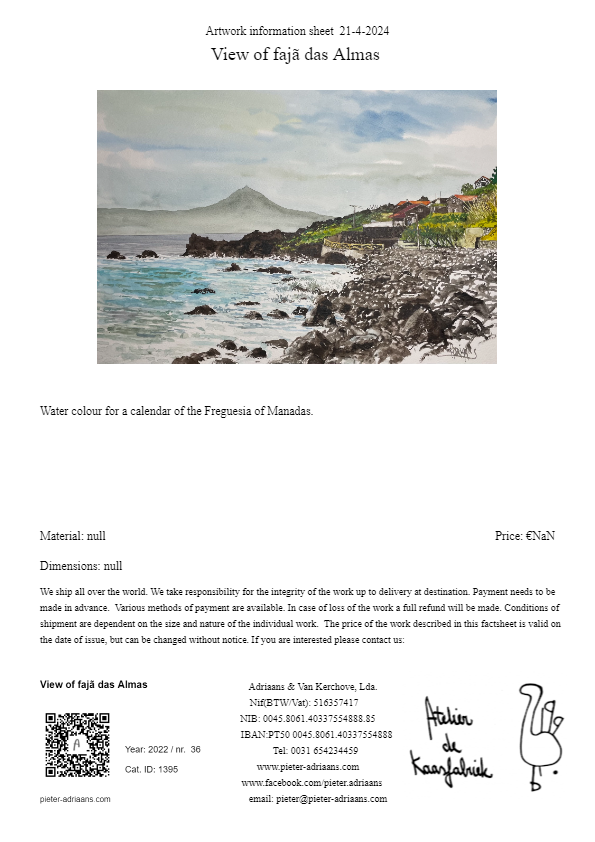 Artwork information sheet  21-4-2024
View of fajã das Almas
Water colour for a calendar of the Freguesia of Manadas.
Material: null
Price: €NaN
Dimensions: null
We ship all over the world. We take responsibility for the integrity of the work up to delivery at destination. Payment needs to be
made in advance.  Various methods of payment are available. In case of loss of the work a full refund will be made. Conditions of
shipment are dependent on the size and nature of the individual work.  The price of the work described in this factsheet is valid on
the date of issue, but can be changed without notice. If you are interested please contact us:
View of fajã das Almas
A
Year: 2022 / nr.  36
Cat. ID: 1395
pieter-adriaans.com
Adriaans & Van Kerchove, Lda.
Nif(BTW/Vat): 516357417
NIB: 0045.8061.40337554888.85
IBAN:PT50 0045.8061.40337554888
Tel: 0031 654234459
www.pieter-adriaans.com
www.facebook.com/pieter.adriaans
email: pieter@pieter-adriaans.com
Atelier
de
Kaasfabriek